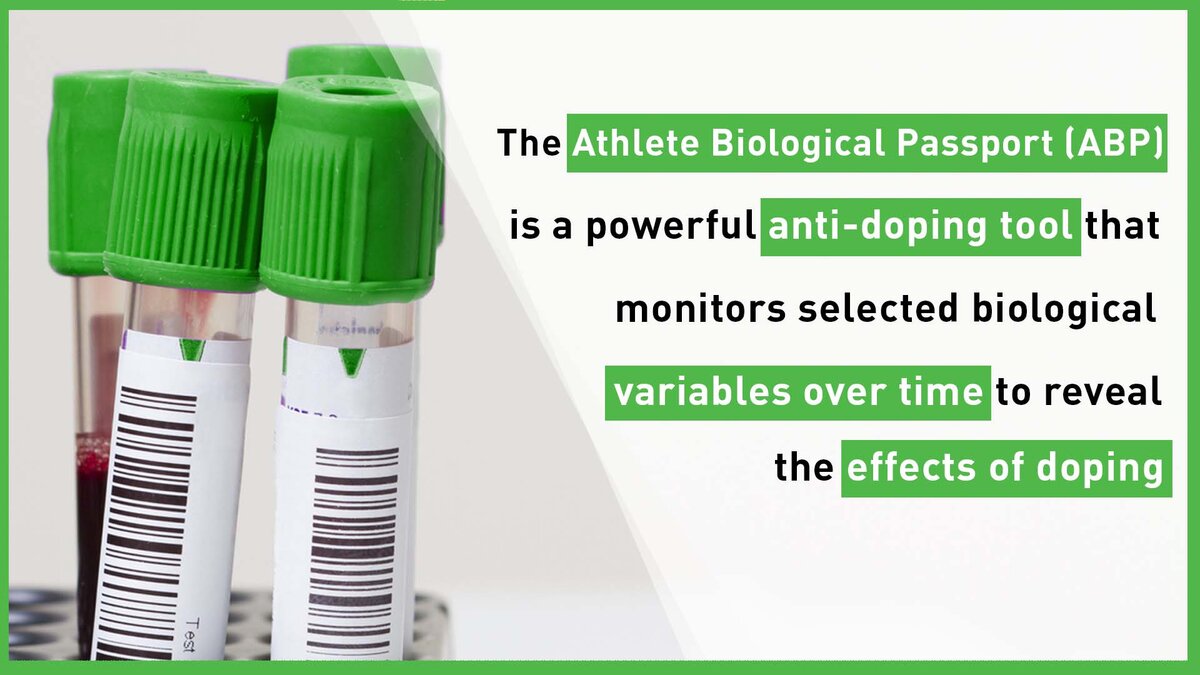 The Athlete Biological Passport (ABP)
is a powerful anti-doping tool that
monitors selected biological
variables over time to reveal
the effects of doping
Test